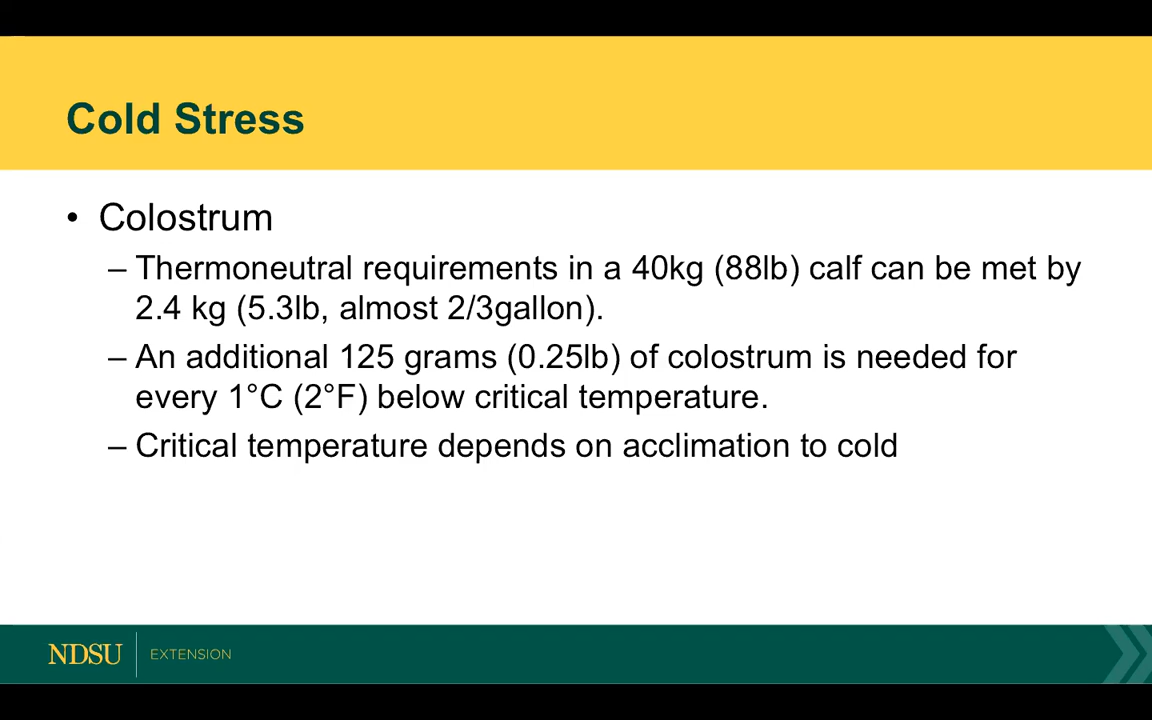 Cold Stress
• Colostrum
– Thermoneutral requirements in a 40kg (88lb) calf can be met by
2.4 kg (5.3lb, almost 2/3gallon).
– An additional 125 grams (0.25lb) of colostrum is needed for
every 1°C (2°F) below critical temperature.
– Critical temperature depends on acclimation to cold
NDSU EXTENSION